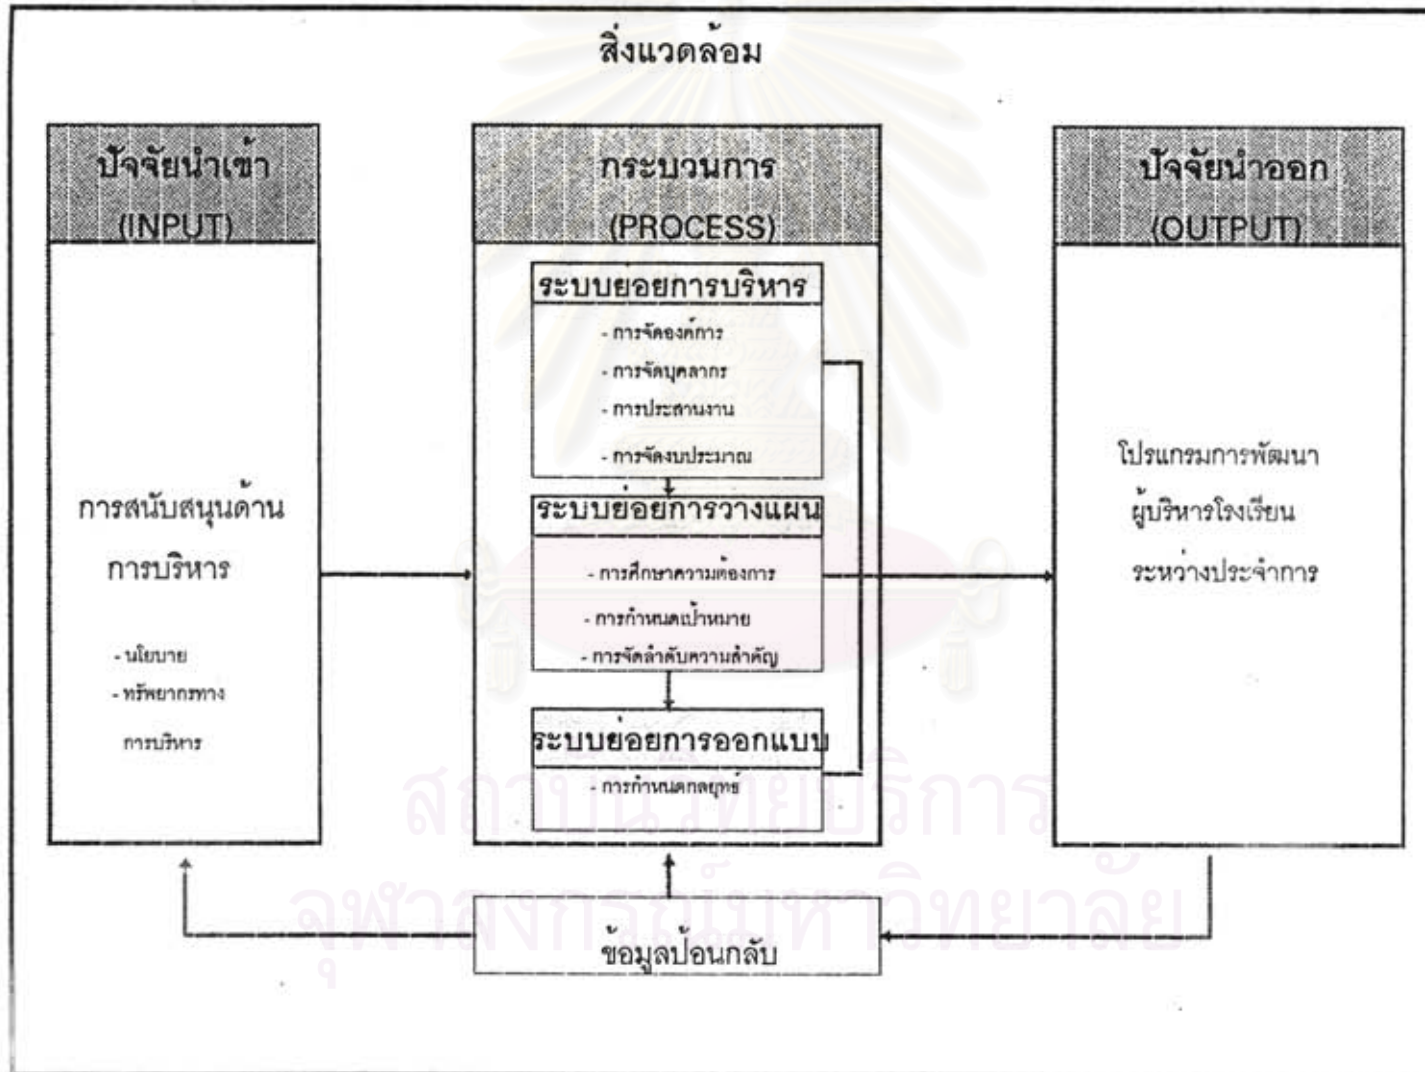 สิ่งแวดล้อม
ปัจจัยนำเข้า
(INPUT)
การสนับสนุนด้าน
การบริหาร
- นโยบาย
- ทรัพยากรทาง
การบริหาร
กระบวนการ
(PROCESS)
ระบบย่อยการบริหาร
- การจัดองค์การ
- การจัดบุคลากร
- การประสานงาน
- การจัดงบประมาณ
ระบบย่อยการวางแผน
- การศึกษาความต้องการ
- การกำหนดเป้าหมาย
- การจัดลำดับความสำคัญ
ระบบย่อยการออกแบบ
- การกำหนดกลยุทธ์
ปัจจัยนำออก
(OUTPUT)
โปรแกรมการพัฒนา
ผู้บริหารโรงเรียน
ระหว่างประจำการ
ข้อมูลป้อนกลับ
สถาบันวิทยบริการ
จุฬาลงกรณ์มหาวิทยาลัย